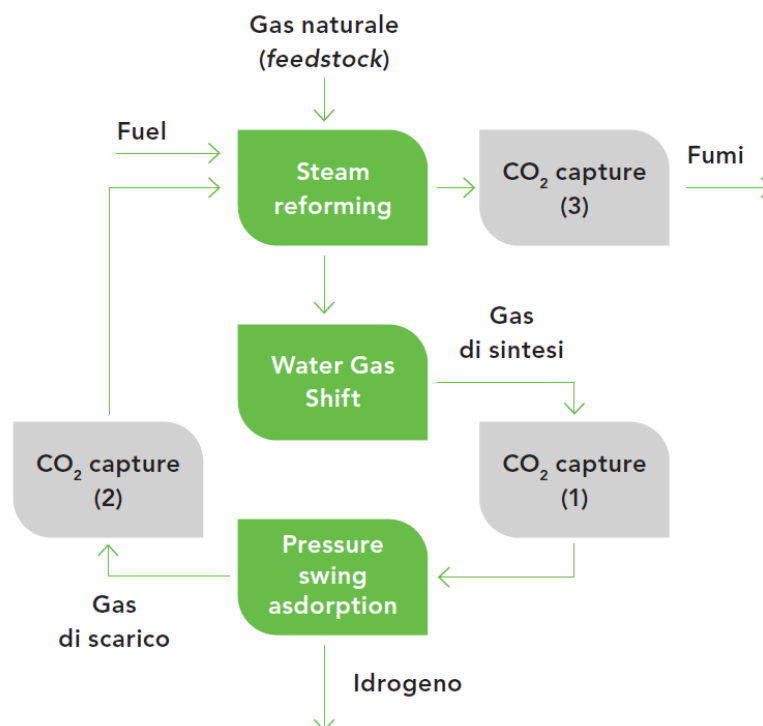 Gas naturale
(feedstock)
Fuel
Steam
reforming
CO₂ capture
(3)
Fumi
Water Gas
Shift
Gas
di sintesi
CO₂ capture
(2)
CO₂ capture
(1)
Pressure
swing
asdorption
Gas
di scarico
Idrogeno